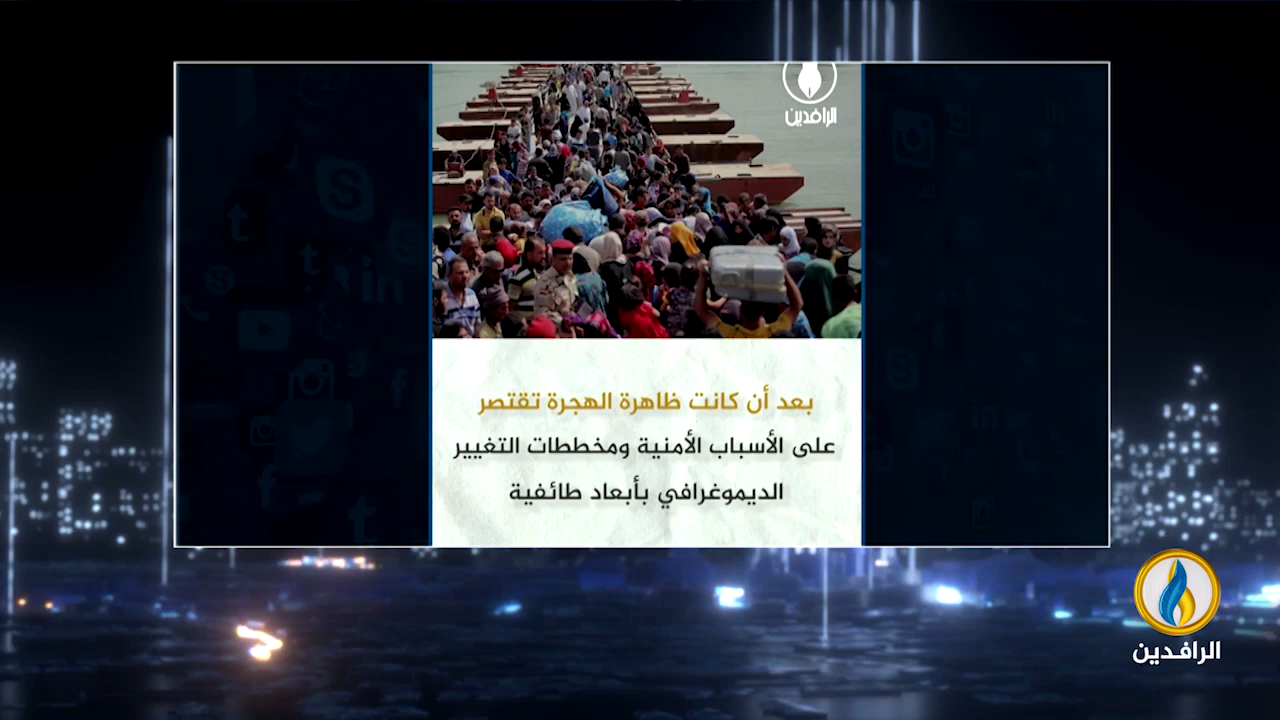 الرافدين
بعد أن كانت ظاهرة الهجرة تقتصر
على الأسباب الأمنية ومخططات التغيير
الديموغرافي بأبعاد طائفية
الرافدين